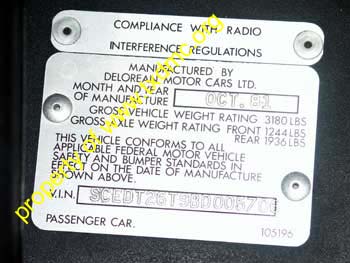 COMPLIANCE WITH RADIO
INTERFERENCE REGULATIONS
MANUFACTURED BY
DELOREAN MOTOR CARS LTD.
MONTH AND YEAR
OF MANUFACTURE OCT. 81
GROSS VEHICLE WEIGHT RATING 3180 LBS
GROSS AXLE WEIGHT RATING FRONT 1244 LBS
REAR 1936 LBS
THIS VEHICLE CONFORMS TO ALL
APPLICABLE FEDERAL MOTOR VEHICLE
SAFETY AND BUMPER STANDARDS IN
EFFECT ON THE DATE OF MANUFACTURE
SHOWN ABOVE.
V.I.N.
PASSENGER CAR.
105196
property of